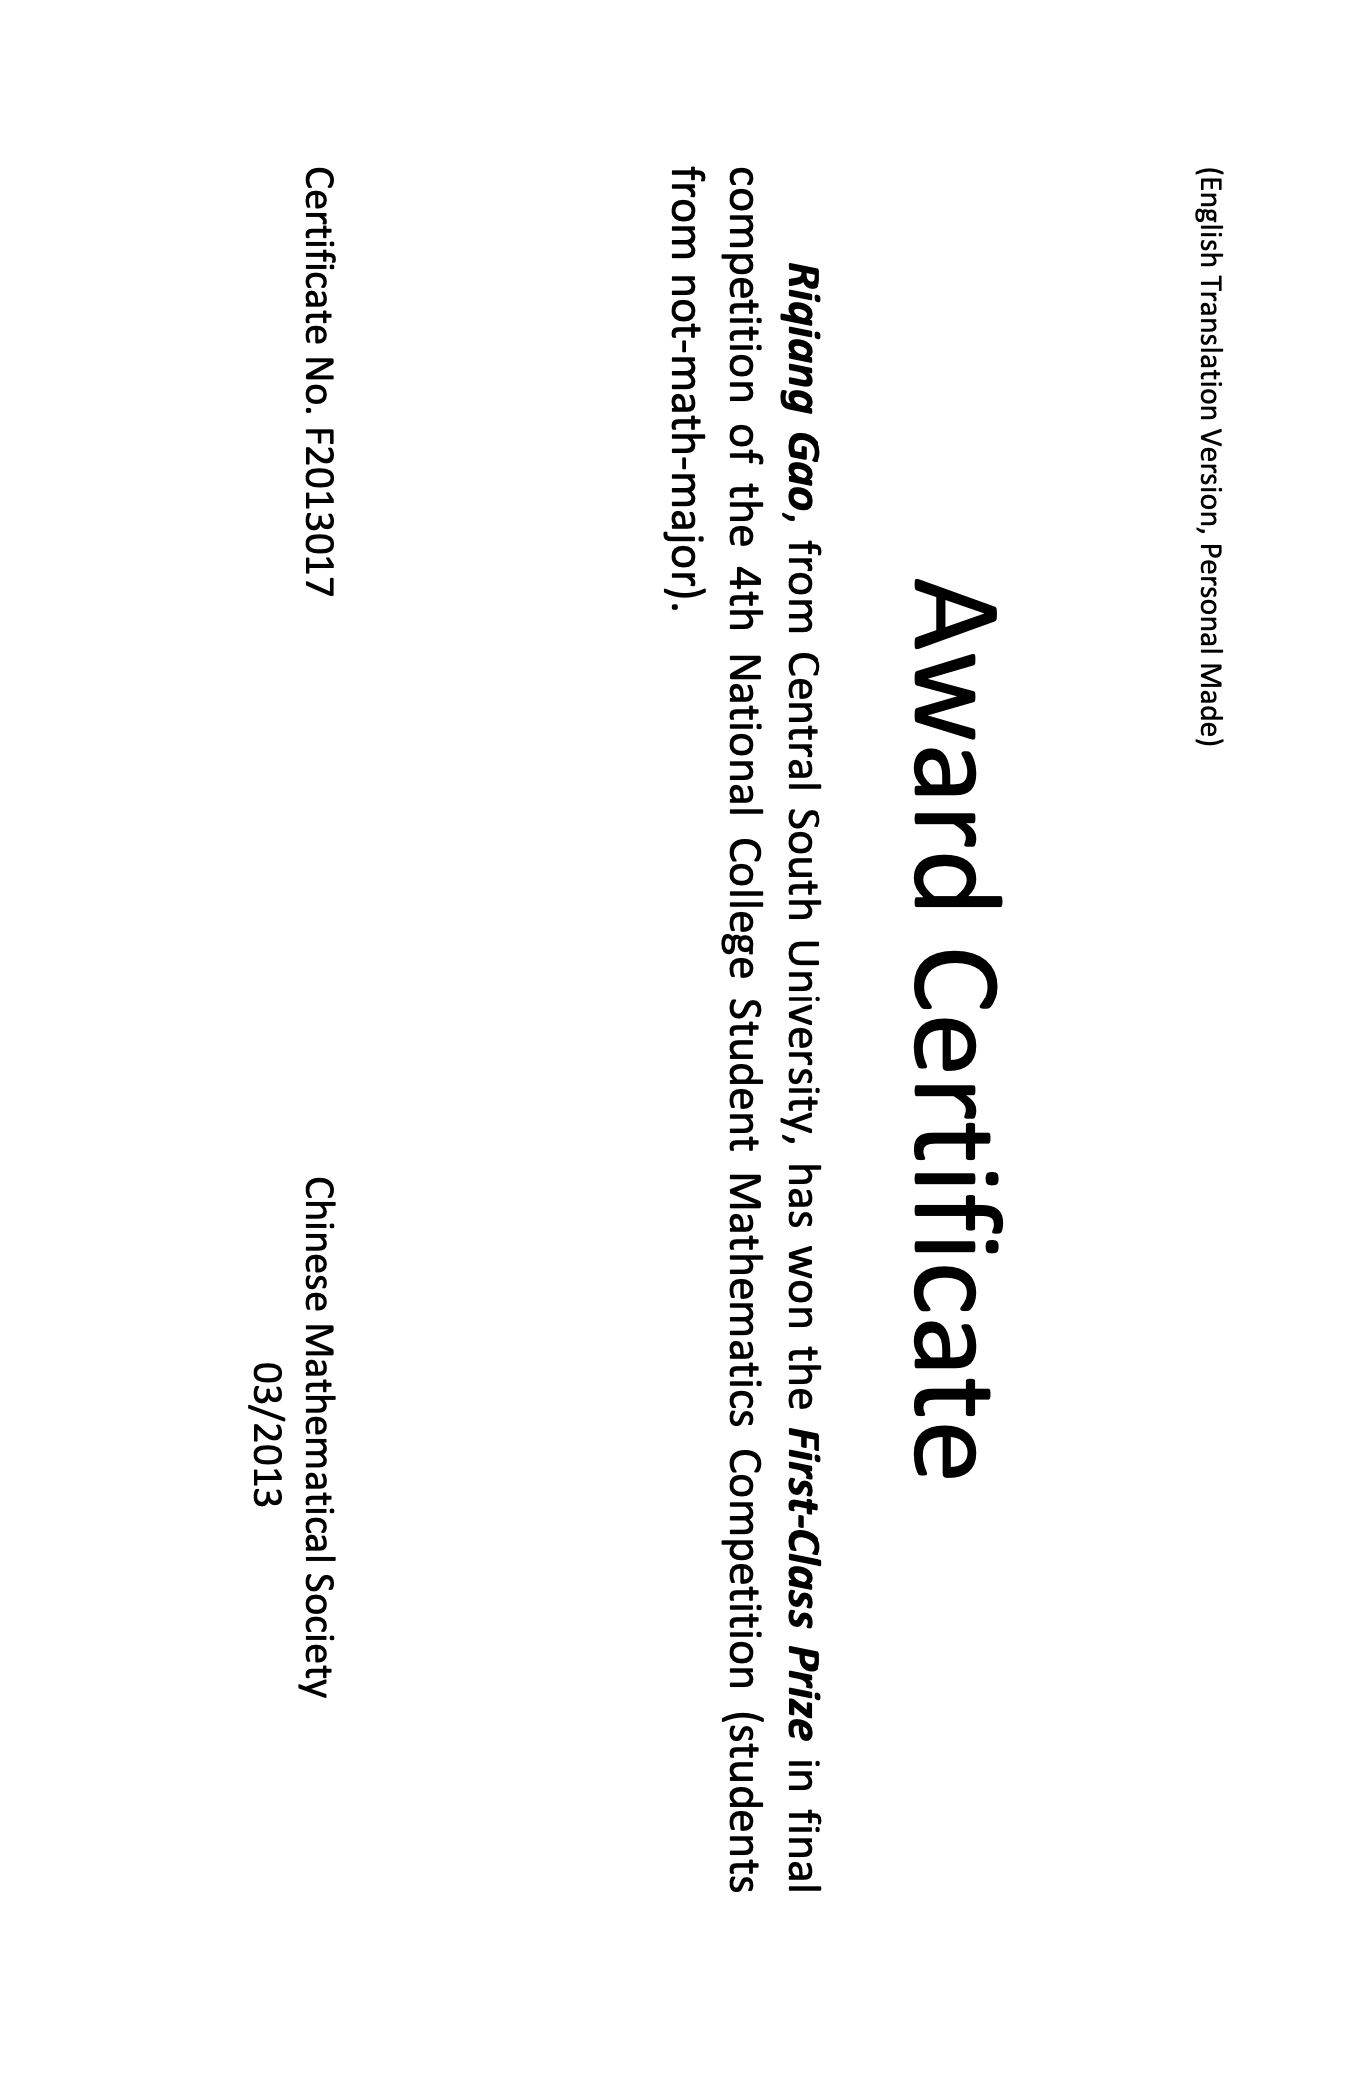 (English Translation Version, Personal Made)
Award Certificate
Riqiang Gao, from Central South University, has won the First-Class Prize in final
competition of the 4th National College Student Mathematics Competition (students
from not-math-major).
Certificate No. F2013017
Chinese Mathematical Society
03/2013